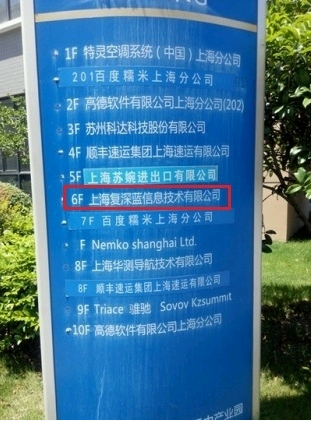 1F 特灵空调系统（中国）上海分公司
201百度糯米上海分公司
2F 高德软件有限公司上海分公司(202)
3F 苏州科达科技股份有限公司
4F 顺丰速运集团上海速运有限公司
5F 上海苏婉进出口有限公司
6F 上海复深蓝信息技术有限公司
7F 百度糯米上海分公司
F Nemko shanghai Ltd.
8F 上海华测导航技术有限公司
8F 顺丰速运集团上海速运有限公司
9F Triace 雄驰 Sovov Kzsummit
10F 高德软件有限公司上海分公司